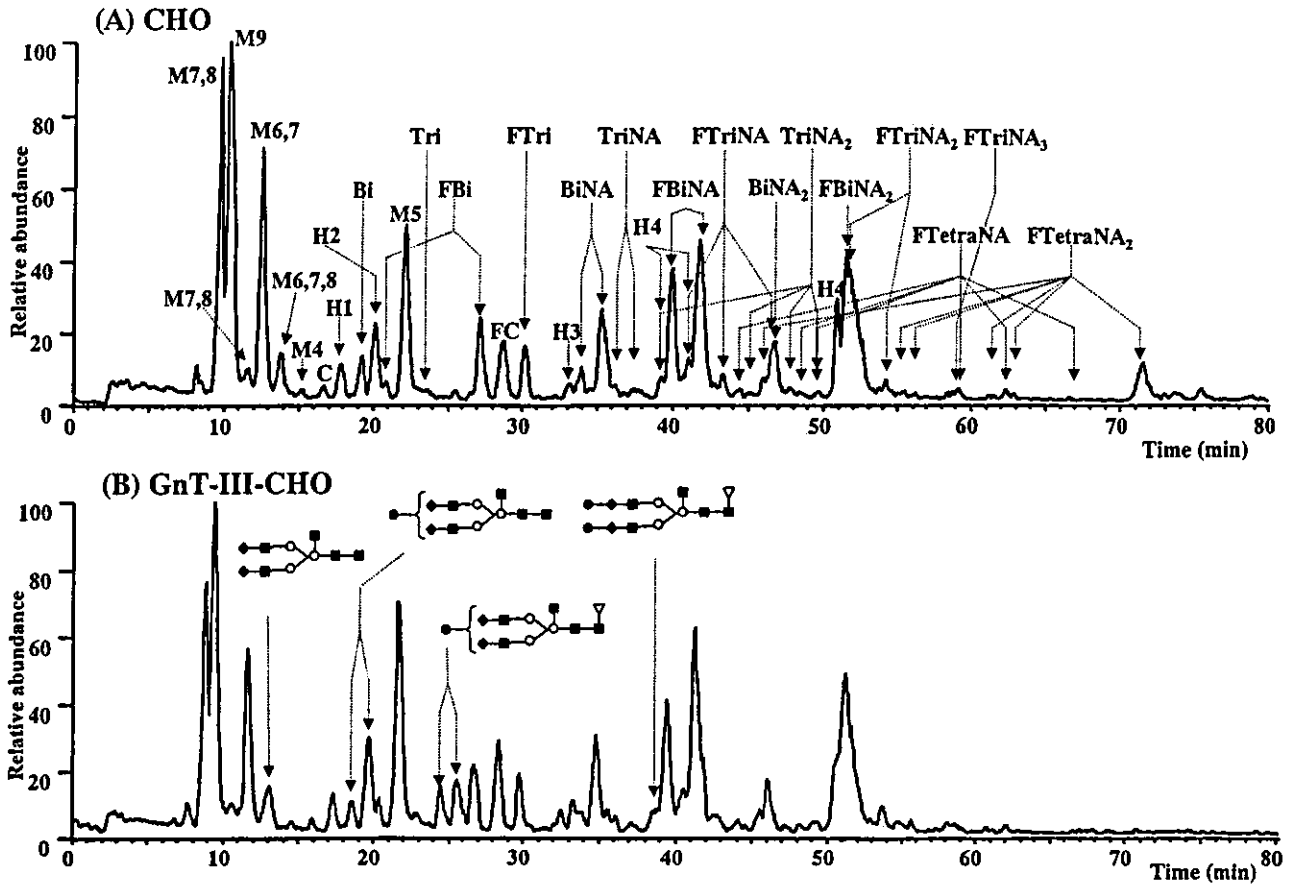 (A) CHO
Relative abundance
100
80
60
40
20
0
M9
M7,8
M6,7
Tri
FTri
TriNA
FTriNA
TriNA₂
FTriNA₂
FTriNA₃
Bi
FBi
BiNA
FBiNA
BiNA₂
FBiNA₂
M5
H2
H4
FTetraNA
FTetraNA₂
M7,8
M6,7,8
H1
H4
M4
C
FC
H3
0
10
20
30
40
50
60
70
80
Time (min)
(B) GnT-III-CHO
Relative abundance
100
80
60
40
20
0
0
10
20
30
40
50
60
70
80
Time (min)